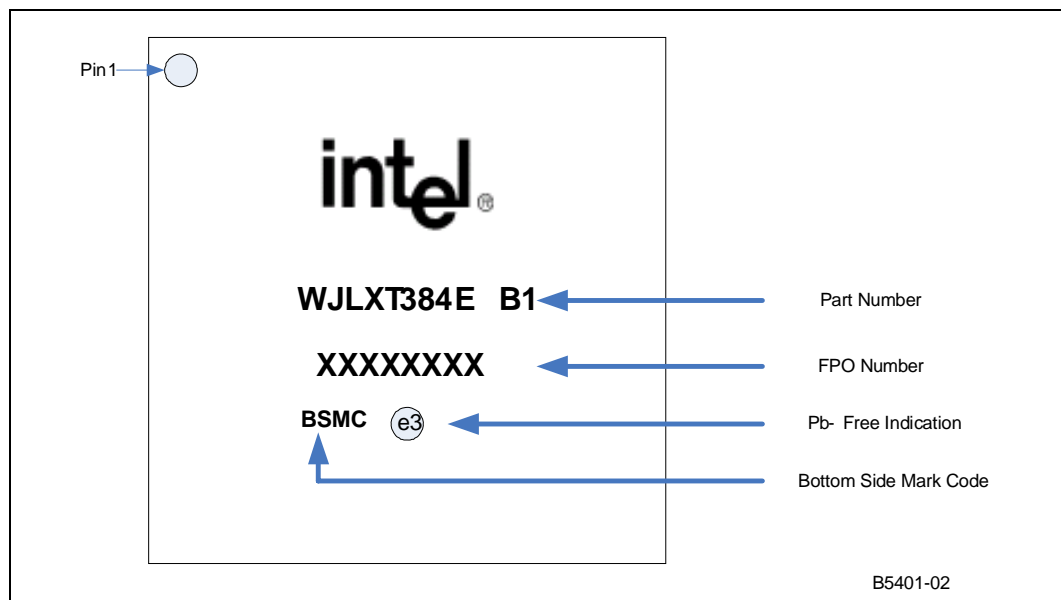 Pin1
intel®
WJLXT384E B1
Part Number
XXXXXXXX
FPO Number
BSMC e3
Pb- Free Indication
Bottom Side Mark Code
B5401-02